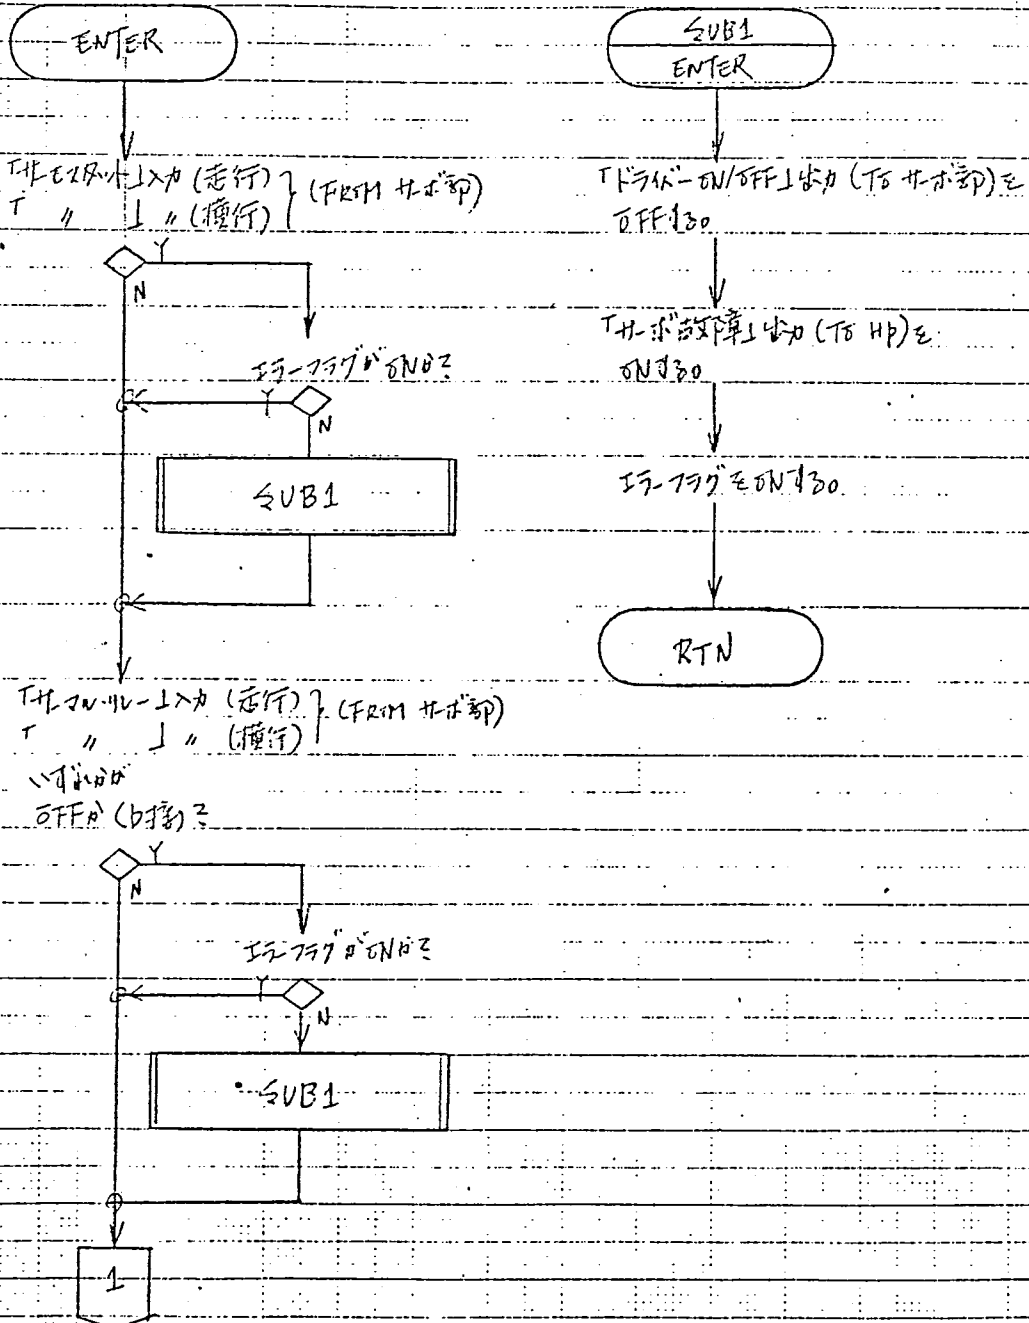 ENTER
「サーモスタット」入力 (走行)
「 〃 」 〃 (横行)
(FROM サーボ部)
Y
N
エラーフラグがONか?
Y
N
SUB1
「サーマルリレー」入力 (走行)
「 〃 」 〃 (横行)
(FROM サーボ部)
いずれかが
OFFか (b接)?
Y
N
エラーフラグがONか?
Y
N
SUB1
1
SUB1
ENTER
「ドライバーON/OFF」出力 (TO サーボ部)を
OFFする。
「サーボ故障」出力 (TO HP)を
ONする。
エラーフラグをONする。
RTN